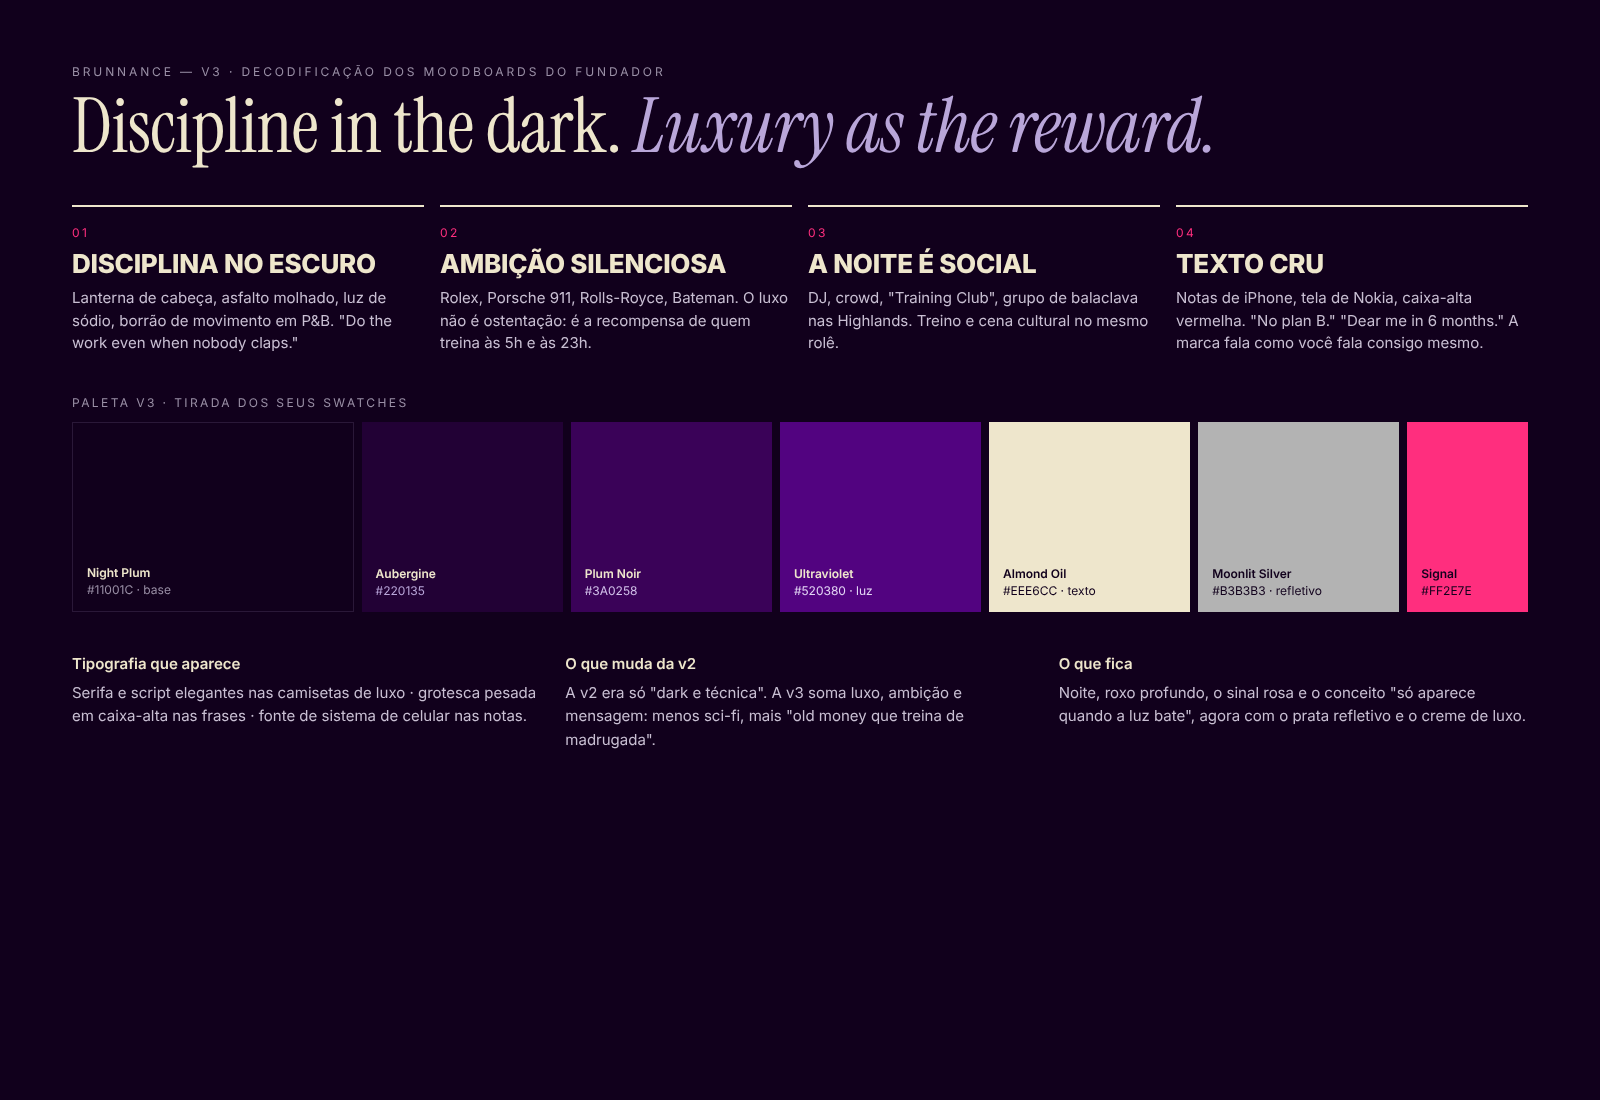 BRUNNANCE — V3 · DECODIFICAÇÃO DOS MOODBOARDS DO FUNDADOR
Discipline in the dark. Luxury as the reward.
01
DISCIPLINA NO ESCURO
Lanterna de cabeça, asfalto molhado, luz de
sódio, borrão de movimento em P&B. "Do the
work even when nobody claps."
02
AMBIÇÃO SILENCIOSA
Rolex, Porsche 911, Rolls-Royce, Bateman. O luxo
não é ostentação: é a recompensa de quem
treina às 5h e às 23h.
03
A NOITE É SOCIAL
DJ, crowd, "Training Club", grupo de balaclava
nas Highlands. Treino e cena cultural no mesmo
rolê.
04
TEXTO CRU
Notas de iPhone, tela de Nokia, caixa-alta
vermelha. "No plan B." "Dear me in 6 months." A
marca fala como você fala consigo mesmo.
PALETA V3 · TIRADA DOS SEUS SWATCHES
Night Plum
#11001C · base
Aubergine
#220135
Plum Noir
#3A0258
Ultraviolet
#520380 · luz
Almond Oil
#EEE6CC · texto
Moonlit Silver
#B3B3B3 · refletivo
Signal
#FF2E7E
Tipografia que aparece
Serifa e script elegantes nas camisetas de luxo · grotesca pesada
em caixa-alta nas frases · fonte de sistema de celular nas notas.
O que muda da v2
A v2 era só "dark e técnica". A v3 soma luxo, ambição e
mensagem: menos sci-fi, mais "old money que treina de
madrugada".
O que fica
Noite, roxo profundo, o sinal rosa e o conceito "só aparece
quando a luz bate", agora com o prata refletivo e o creme de luxo.